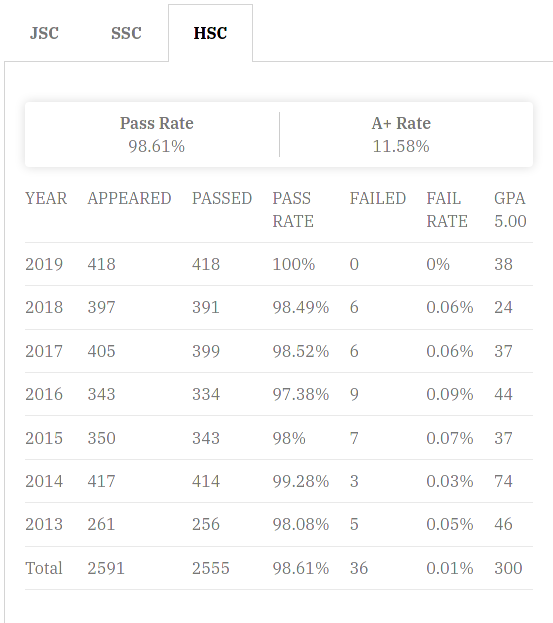 JSC SSC HSC
Pass Rate A+ Rate
98.61% 11.58%
YEAR APPEARED PASSED PASS RATE FAILED FAIL RATE GPA 5.00
2019 418 418 100% 0 0% 38
2018 397 391 98.49% 6 0.06% 24
2017 405 399 98.52% 6 0.06% 37
2016 343 334 97.38% 9 0.09% 44
2015 350 343 98% 7 0.07% 37
2014 417 414 99.28% 3 0.03% 74
2013 261 256 98.08% 5 0.05% 46
Total 2591 2555 98.61% 36 0.01% 300